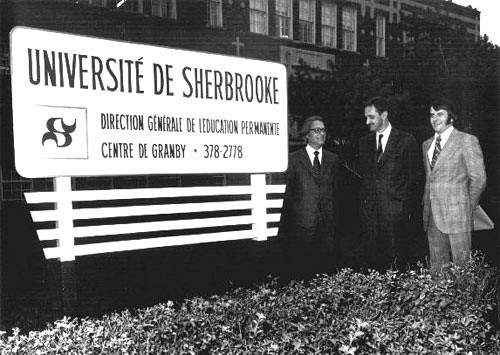 UNIVERSITÉ DE SHERBROOKE
DIRECTION GÉNÉRALE DE L'ÉDUCATION PERMANENTE
CENTRE DE GRANBY • 378-2778